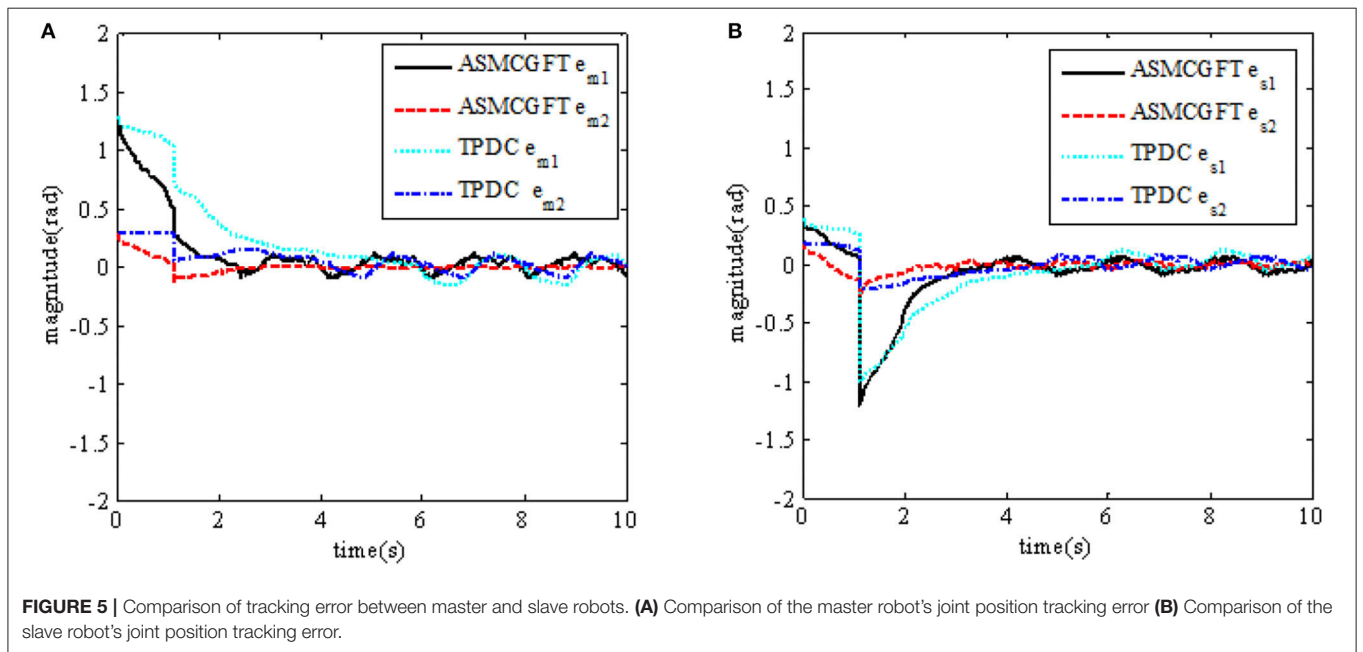 A
2
1.5
1
0.5
0
-0.5
-1
-1.5
-2
magnitude(rad)
0 2 4 6 8 10
time(s)
ASMCGFT e_m1
ASMCGFT e_m2
TPDC e_m1
TPDC e_m2
B
2
1.5
1
0.5
0
-0.5
-1
-1.5
-2
magnitude(rad)
0 2 4 6 8 10
time(s)
ASMCGFT e_s1
ASMCGFT e_s2
TPDC e_s1
TPDC e_s2
FIGURE 5 | Comparison of tracking error between master and slave robots. (A) Comparison of the master robot's joint position tracking error (B) Comparison of the
slave robot's joint position tracking error.